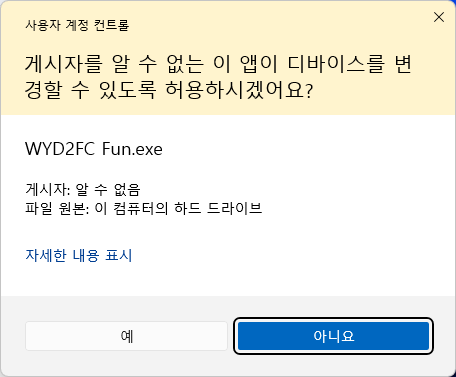 사용자 계정 컨트롤
게시자를 알 수 없는 이 앱이 디바이스를 변
경할 수 있도록 허용하시겠어요?
WYD2FC Fun.exe
게시자: 알 수 없음
파일 원본: 이 컴퓨터의 하드 드라이브
자세한 내용 표시
예
아니요